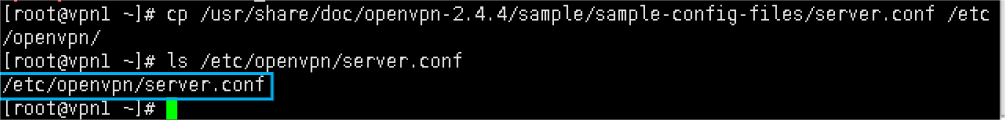 [root@vpn1 ~]# cp /usr/share/doc/openvpn-2.4.4/sample/sample-config-files/server.conf /etc
/openvpn/
[root@vpn1 ~]# ls /etc/openvpn/server.conf
/etc/openvpn/server.conf
[root@vpn1 ~]#